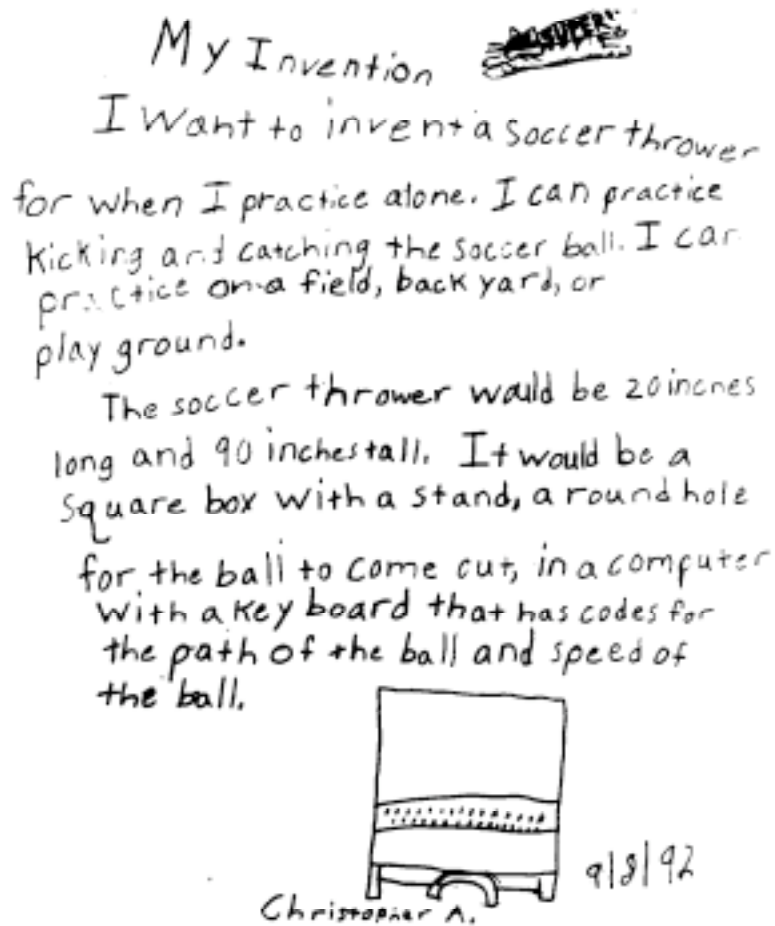 My Invention
SUPER
I want to invent a soccer thrower
for when I practice alone. I can practice
kicking and catching the soccer ball. I can
practice on a field, back yard, or
play ground.
The soccer thrower would be 20 inches
long and 90 inches tall. It would be a
square box with a stand, a round hole
for the ball to come out, in a computer
with a key board that has codes for
the path of the ball and speed of
the ball.
9/8/92
Christopher A.